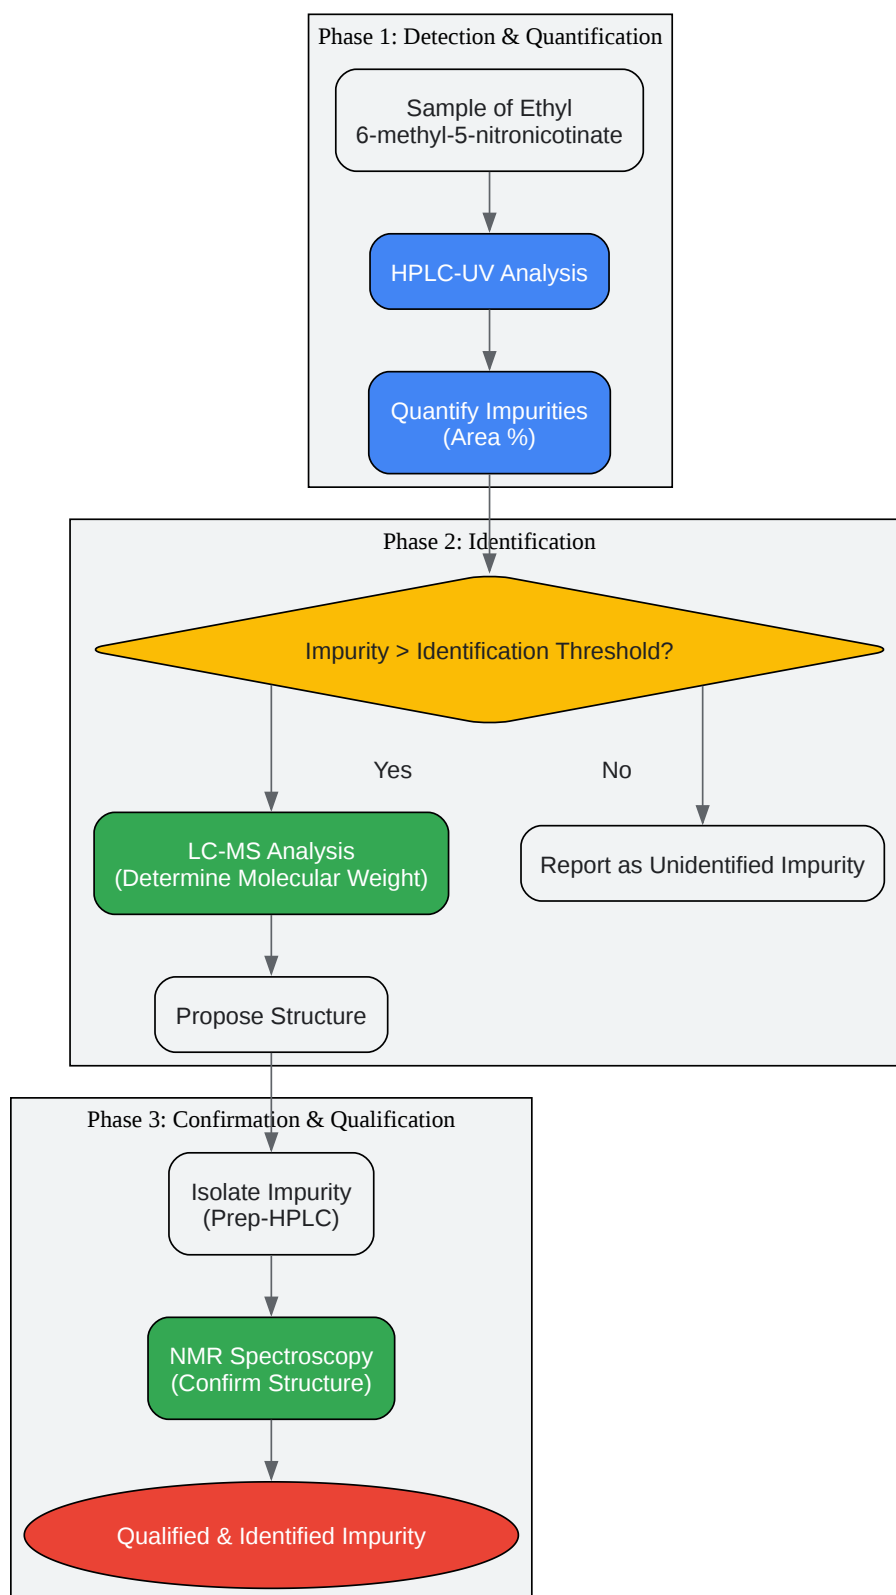 Phase 1: Detection & Quantification
Sample of Ethyl
6-methyl-5-nitronicotinate
HPLC-UV Analysis
Quantify Impurities
(Area %)
Phase 2: Identification
Impurity > Identification Threshold?
Yes
No
LC-MS Analysis
(Determine Molecular Weight)
Report as Unidentified Impurity
Propose Structure
Phase 3: Confirmation & Qualification
Isolate Impurity
(Prep-HPLC)
NMR Spectroscopy
(Confirm Structure)
Qualified & Identified Impurity